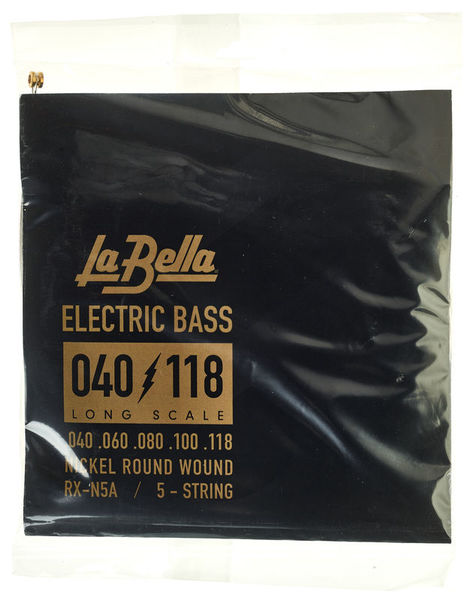 La Bella
ELECTRIC BASS
040 118
LONG SCALE
.040 .060 .080 .100 .118
NICKEL ROUND WOUND
RX-N5A / 5 - STRING